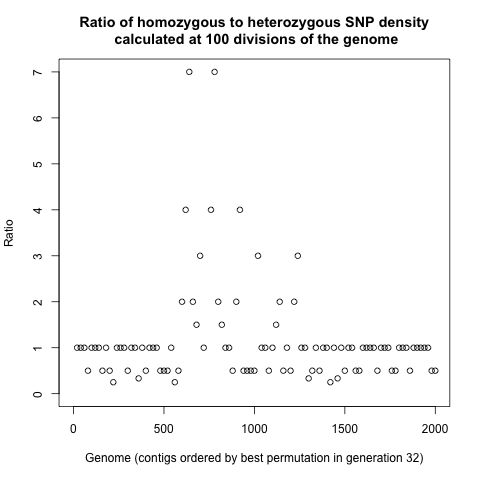 Ratio of homozygous to heterozygous SNP density
calculated at 100 divisions of the genome
7
6
5
4
3
2
1
0
Ratio
0 500 1000 1500 2000
Genome (contigs ordered by best permutation in generation 32)